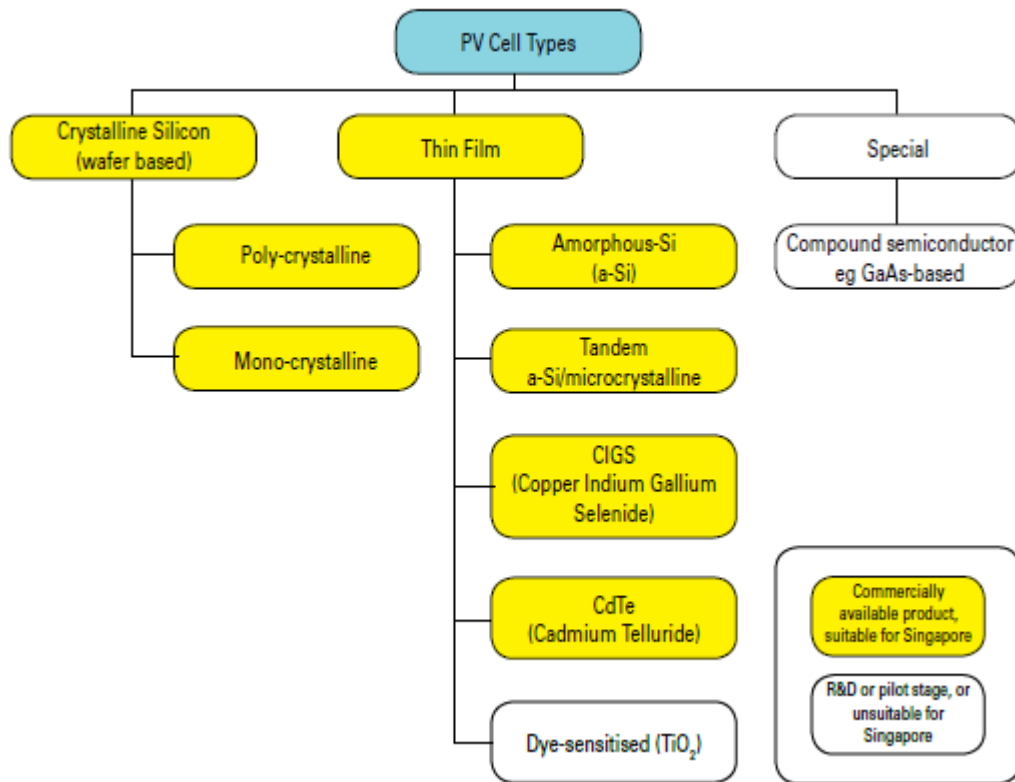 PV Cell Types
Crystalline Silicon
(wafer based)
Thin Film
Special
Poly-crystalline
Amorphous-Si
(a-Si)
Compound semiconductor
eg GaAs-based
Mono-crystalline
Tandem
a-Si/microcrystalline
CIGS
(Copper Indium Gallium
Selenide)
CdTe
(Cadmium Telluride)
Dye-sensitised (TiO₂)
Commercially
available product,
suitable for Singapore
R&D or pilot stage, or
unsuitable for
Singapore